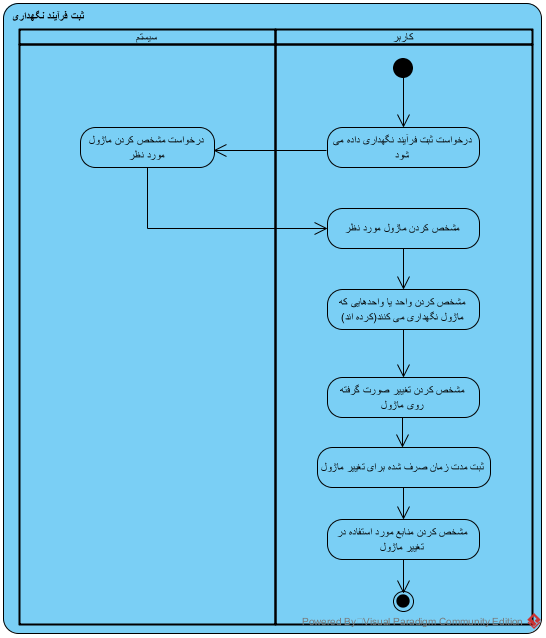 ثبت فرآیند نگهداری
کاربر
سیستم
درخواست ثبت فرآیند نگهداری داده می
شود
درخواست مشخص کردن ماژول
مورد نظر
مشخص کردن ماژول مورد نظر
مشخص کردن واحد یا واحدهایی که
ماژول نگهداری می کنند(کرده اند)
مشخص کردن تغییر صورت گرفته
روی ماژول
ثبت مدت زمان صرف شده برای تغییر ماژول
مشخص کردن منابع مورد استفاده در
تغییر ماژول
Powered By Visual Paradigm Community Edition